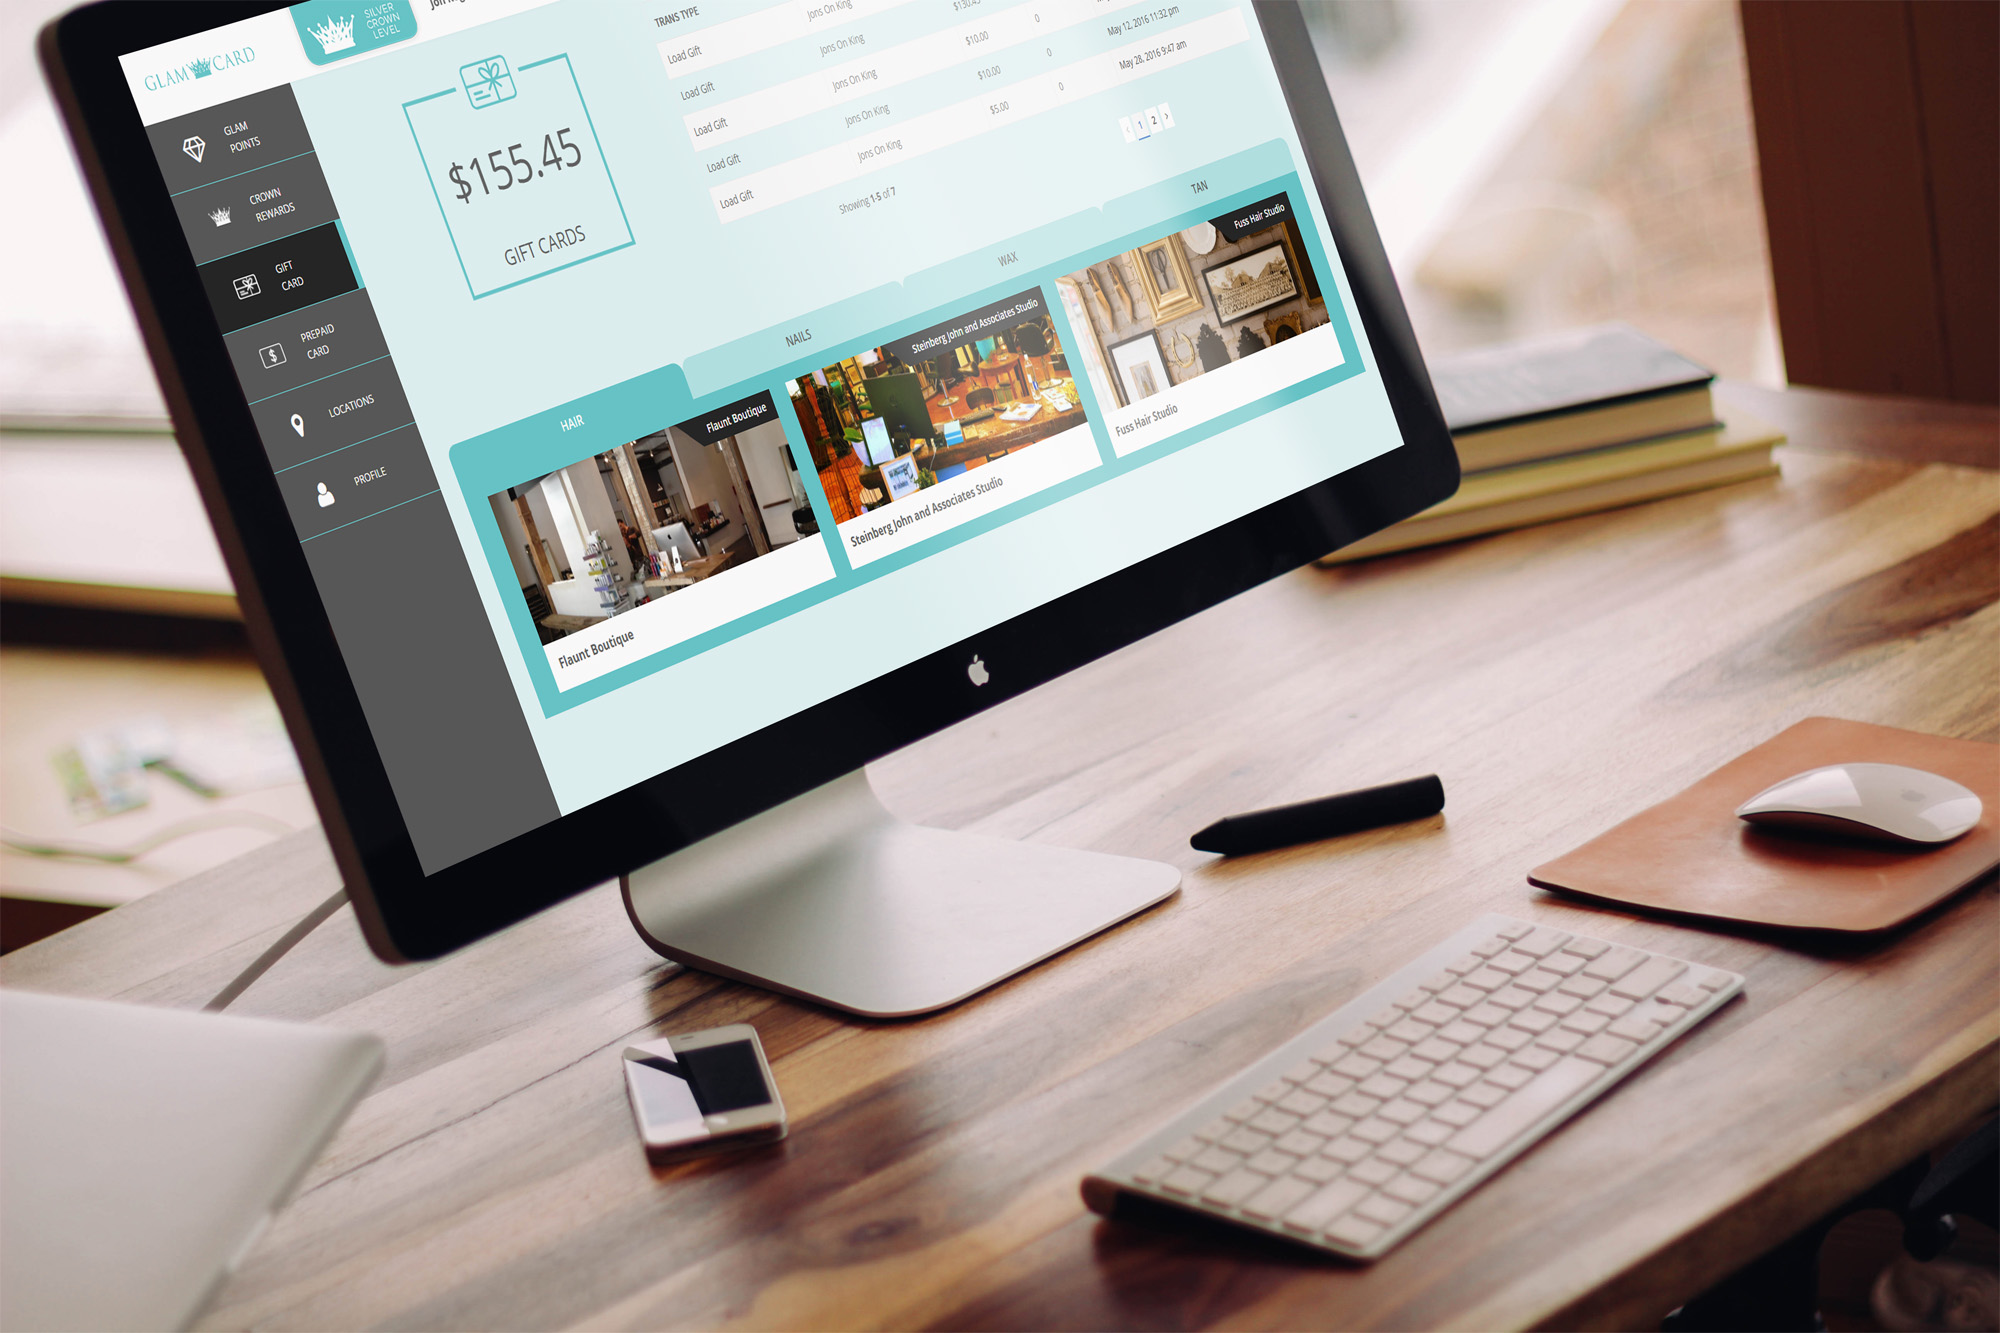 GLAM CARD
SILVER
CROWN
LEVEL
GLAM
POINTS
CROWN
REWARDS
GIFT
CARD
PREPAID
CARD
LOCATIONS
PROFILE
$155.45
GIFT CARDS
TRANS TYPE
Load Gift Jons On King $130.45
Load Gift Jons On King $10.00 0
Load Gift Jons On King $10.00 0 May 12, 2016 11:32 pm
Load Gift Jons On King $5.00 0 May 28, 2016 9:47 am
Load Gift Jons On King
Showing 1-5 of 7
‹ 1 2 ›
HAIR
NAILS
WAX
TAN
Flaunt Boutique
Flaunt Boutique
Steinberg John and Associates Studio
Steinberg John and Associates Studio
Fuss Hair Studio
Fuss Hair Studio